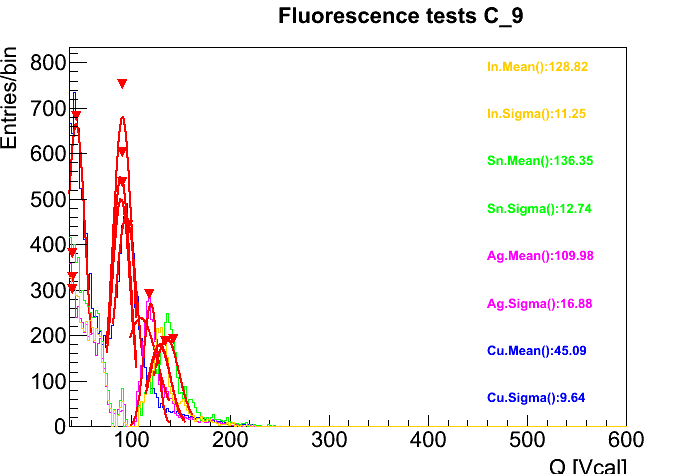 Fluorescence tests C_9
Entries/bin
800
700
600
500
400
300
200
100
0
100
200
300
400
500
600
Q [Vcal]
In.Mean():128.82
In.Sigma():11.25
Sn.Mean():136.35
Sn.Sigma():12.74
Ag.Mean():109.98
Ag.Sigma():16.88
Cu.Mean():45.09
Cu.Sigma():9.64